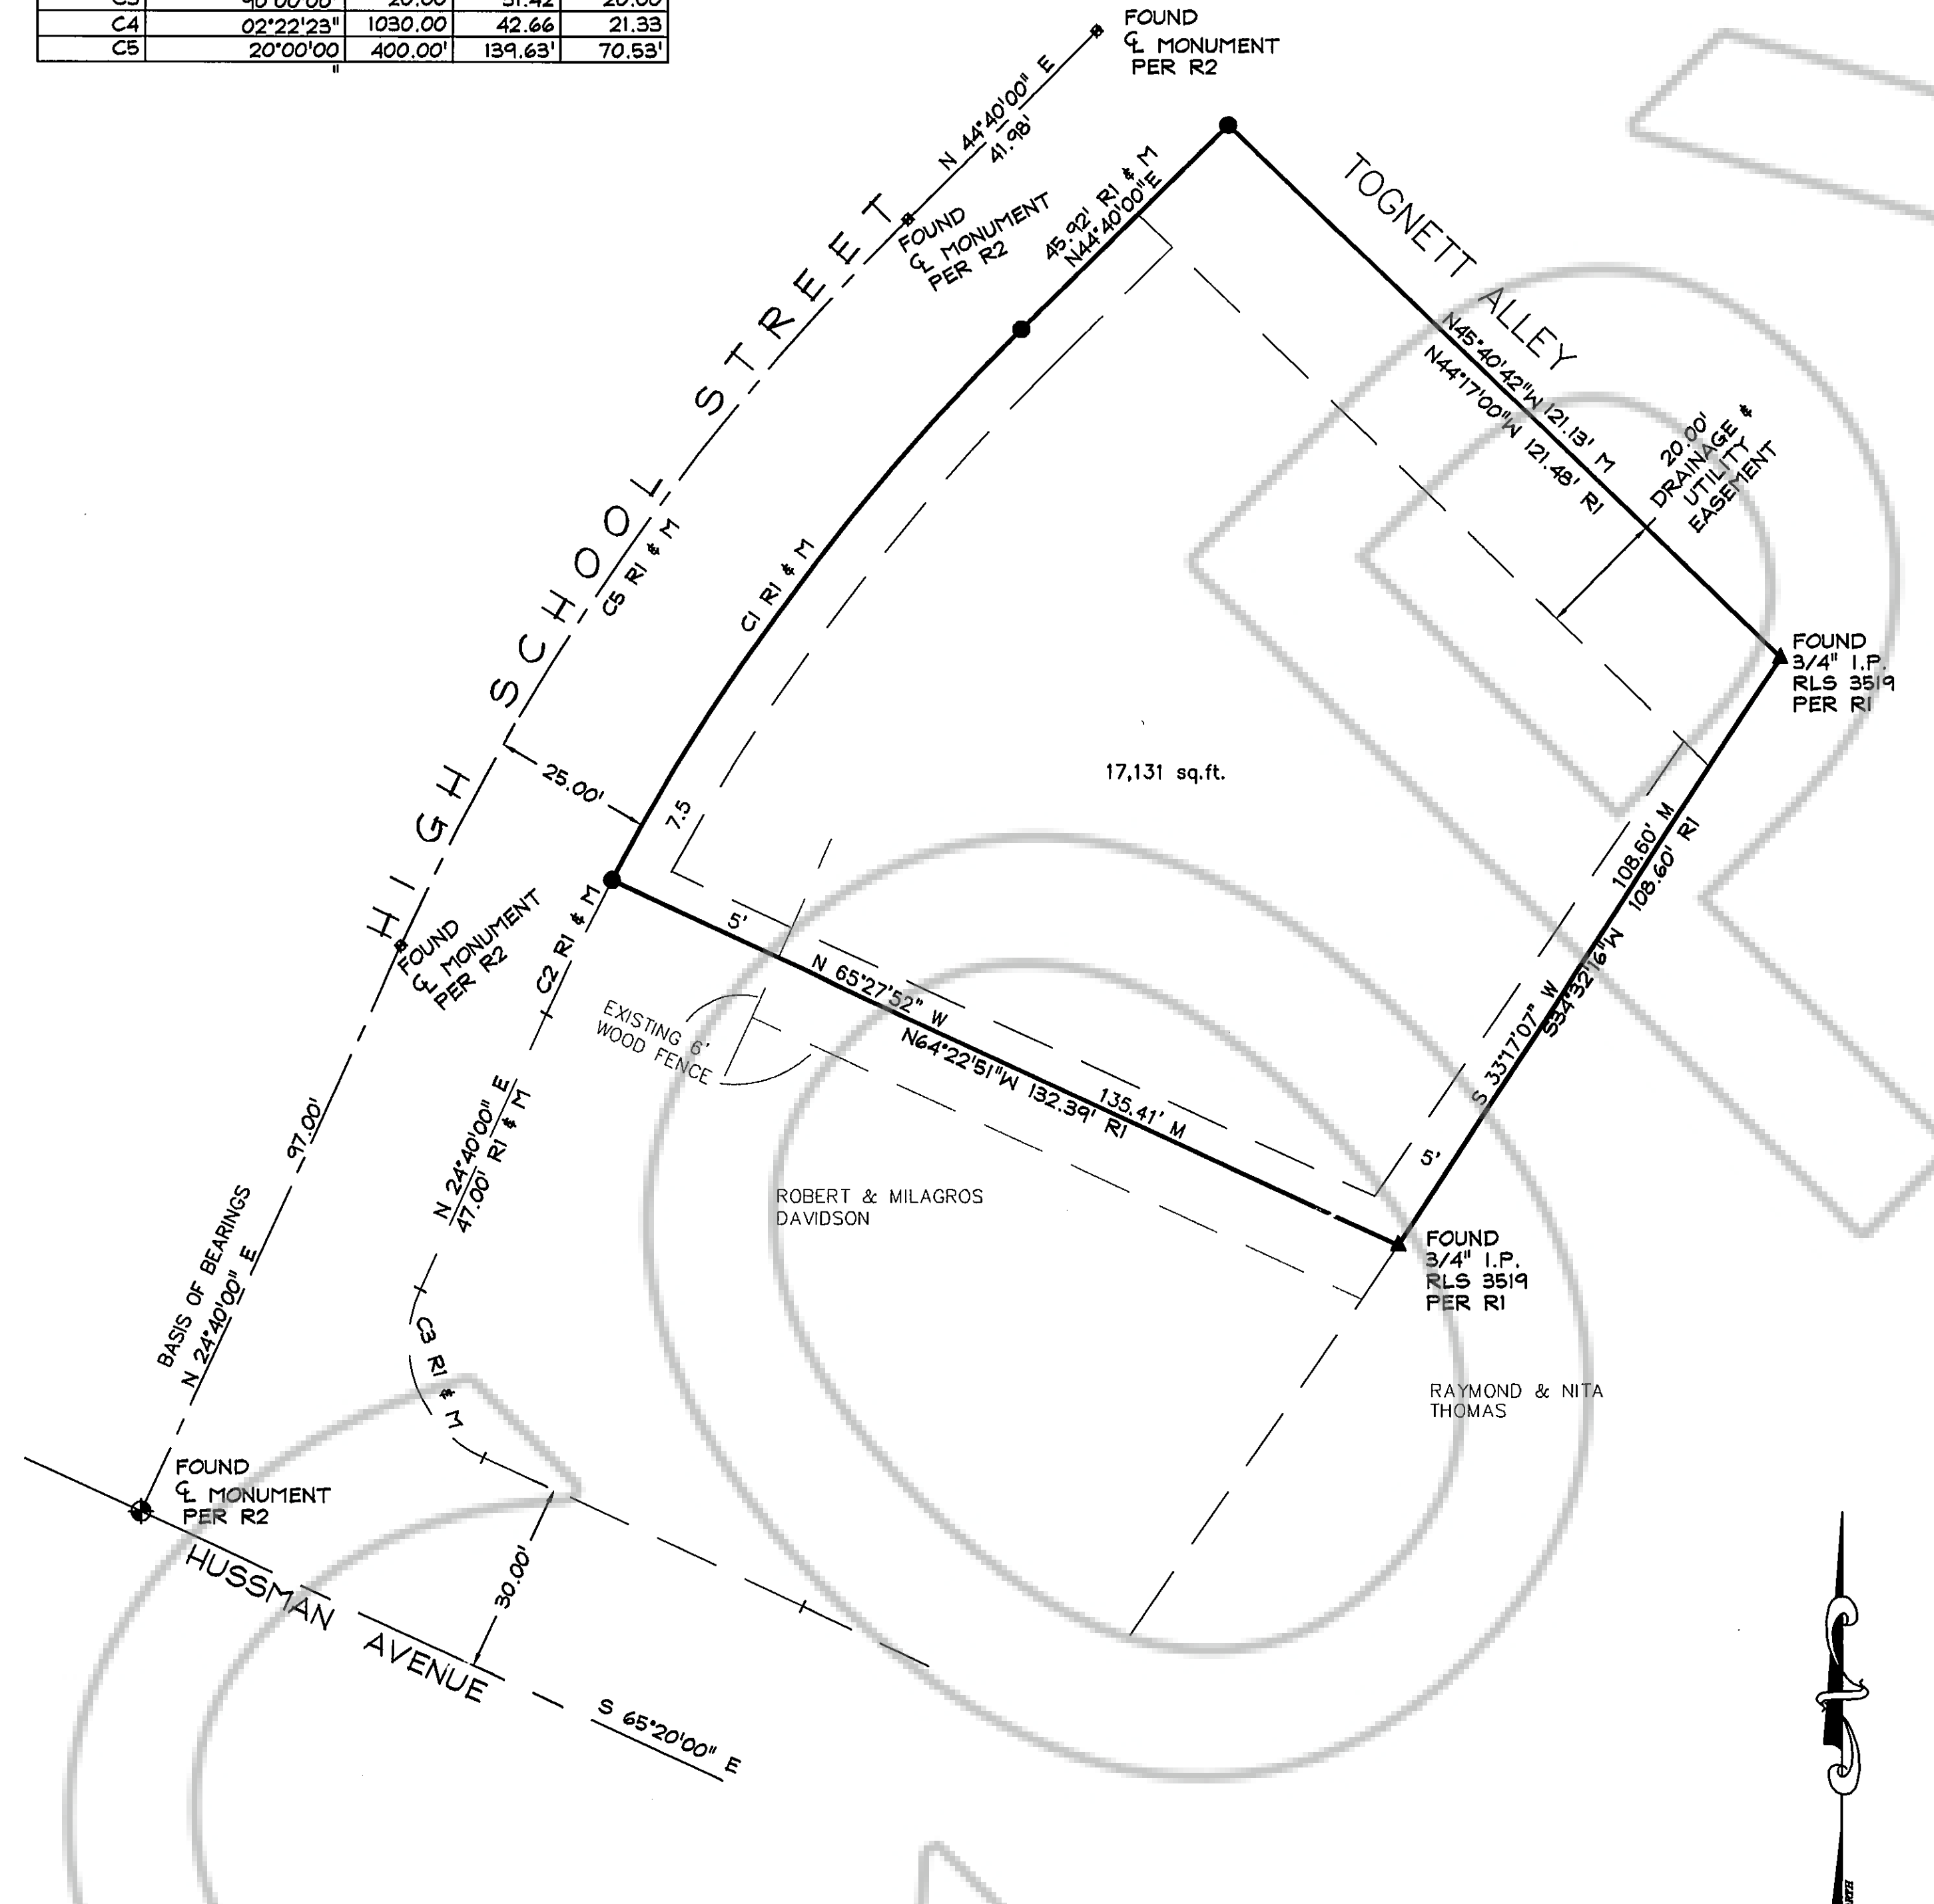 C4 02°22'23" 1030.00 42.66 21.33
C5 20°00'00" 400.00' 139.63' 70.53'
FOUND
℄ MONUMENT
PER R2
N 44°40'00" E
41.98'
FOUND
℄ MONUMENT
PER R2
45.92' R1 & M
N44°40'00"E
TOGNETT ALLEY
N45°40'42"W 121.13' M
N44°17'00"W 121.48' R1
20.00'
DRAINAGE &
UTILITY
EASEMENT
HIGH SCHOOL STREET
C5 R1 & M
C1 R1 & M
FOUND
3/4" I.P.
RLS 3519
PER R1
25.00'
7.5
17,131 sq.ft.
108.60' M
108.60' R1
S 33°17'07" W
S34°32'16"W
5'
FOUND
℄ MONUMENT
PER R2
C2 R1 & M
5'
N 65°27'52" W
135.41' M
N64°22'51"W 132.39' R1
EXISTING 6'
WOOD FENCE
N 24°40'00" E
47.00' R1 & M
97.00'
BASIS OF BEARINGS
N 24°40'00" E
ROBERT & MILAGROS
DAVIDSON
FOUND
3/4" I.P.
RLS 3519
PER R1
C3 R1 & M
RAYMOND & NITA
THOMAS
FOUND
℄ MONUMENT
PER R2
30.00'
HUSSMAN AVENUE
S 65°20'00" E